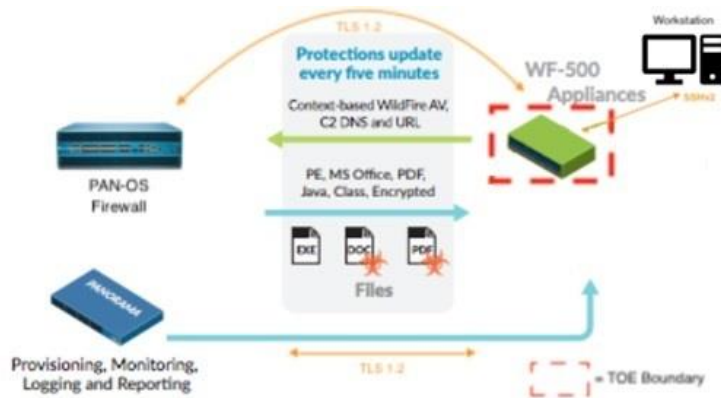 TLS 1.2
Workstation
Protections update
every five minutes
WF-500
Appliances
SSHv2
Context-based WildFire AV,
C2 DNS and URL
PAN-OS
Firewall
PE, MS Office, PDF,
Java, Class, Encrypted
EXE
DOC
PDF
Files
PANORAMA
Provisioning, Monitoring,
Logging and Reporting
TLS 1.2
= TOE Boundary